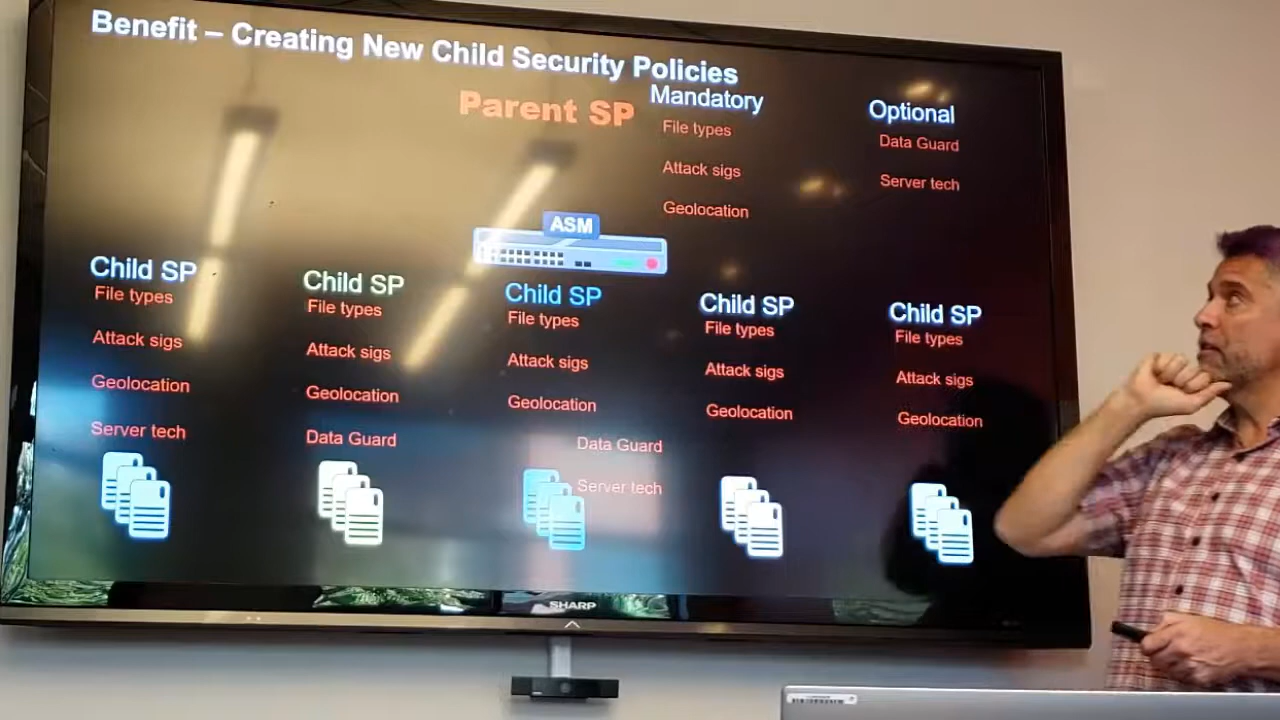 Benefit – Creating New Child Security Policies
Parent SP
Mandatory
File types
Attack sigs
Geolocation
Optional
Data Guard
Server tech
ASM
Child SP
File types
Attack sigs
Geolocation
Server tech
Child SP
File types
Attack sigs
Geolocation
Data Guard
Child SP
File types
Attack sigs
Geolocation
Data Guard
Server tech
Child SP
File types
Attack sigs
Geolocation
Child SP
File types
Attack sigs
Geolocation
SHARP